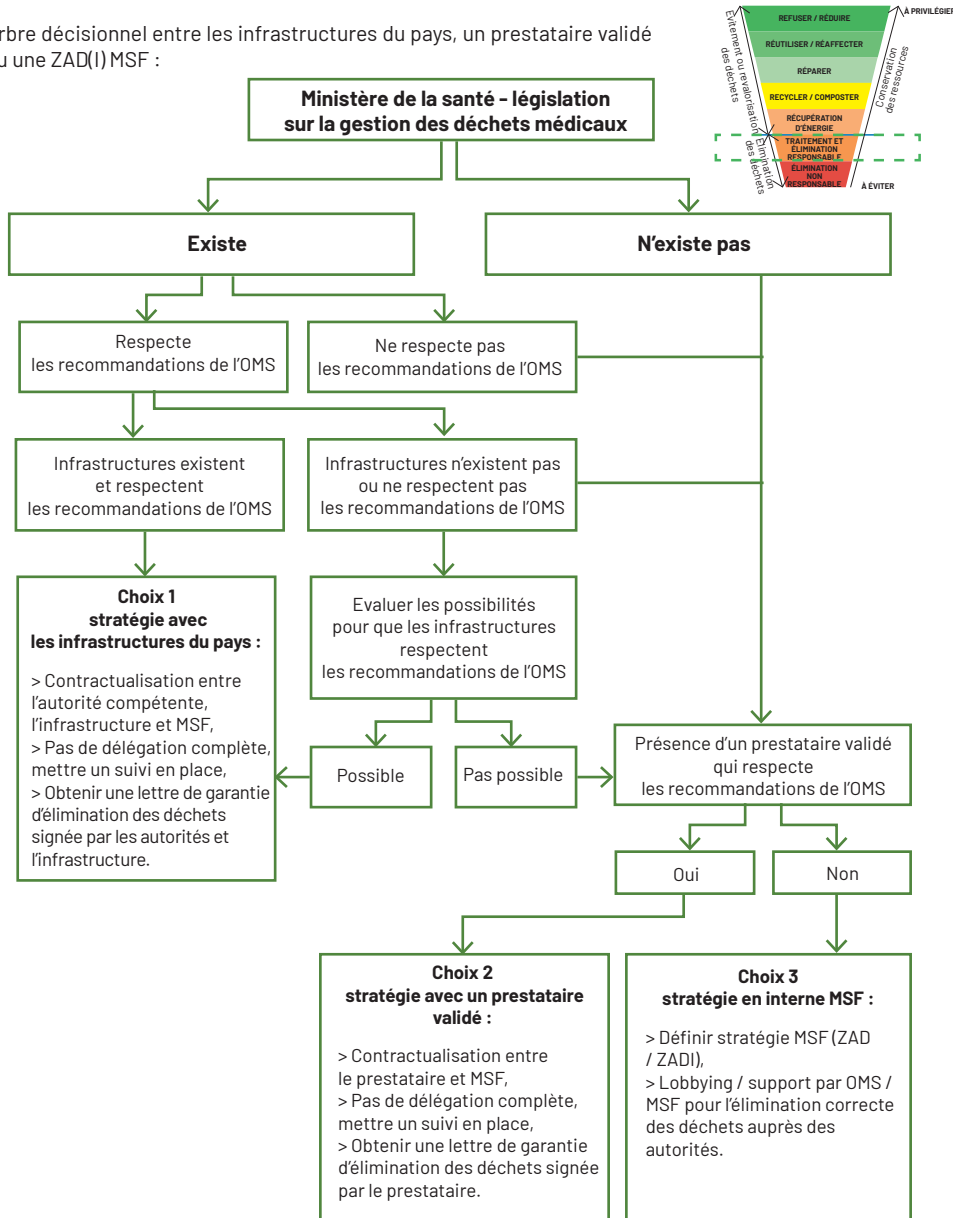 rbre décisionnel entre les infrastructures du pays, un prestataire validé
u une ZAD(I) MSF :
À PRIVILÉGIER
REFUSER / RÉDUIRE
RÉUTILISER / RÉAFFECTER
RÉPARER
RECYCLER / COMPOSTER
RÉCUPÉRATION
D'ÉNERGIE
TRAITEMENT ET
ÉLIMINATION
RESPONSABLE
ÉLIMINATION
NON
RESPONSABLE
À ÉVITER
Evitement ou revalorisation
des déchets
Elimination
des déchets
Conservation
des ressources
Ministère de la santé - législation
sur la gestion des déchets médicaux
Existe
N'existe pas
Respecte
les recommandations de l'OMS
Ne respecte pas
les recommandations de l'OMS
Infrastructures existent
et respectent
les recommandations de l'OMS
Infrastructures n'existent pas
ou ne respectent pas
les recommandations de l'OMS
Choix 1
stratégie avec
les infrastructures du pays :
> Contractualisation entre
l'autorité compétente,
l'infrastructure et MSF,
> Pas de délégation complète,
mettre un suivi en place,
> Obtenir une lettre de garantie
d'élimination des déchets
signée par les autorités et
l'infrastructure.
Evaluer les possibilités
pour que les infrastructures
respectent
les recommandations de l'OMS
Possible
Pas possible
Présence d'un prestataire validé
qui respecte
les recommandations de l'OMS
Oui
Non
Choix 2
stratégie avec un prestataire
validé :
> Contractualisation entre
le prestataire et MSF,
> Pas de délégation complète,
mettre un suivi en place,
> Obtenir une lettre de garantie
d'élimination des déchets signée
par le prestataire.
Choix 3
stratégie en interne MSF :
> Définir stratégie MSF (ZAD
/ ZADI),
> Lobbying / support par OMS /
MSF pour l'élimination correcte
des déchets auprès des
autorités.